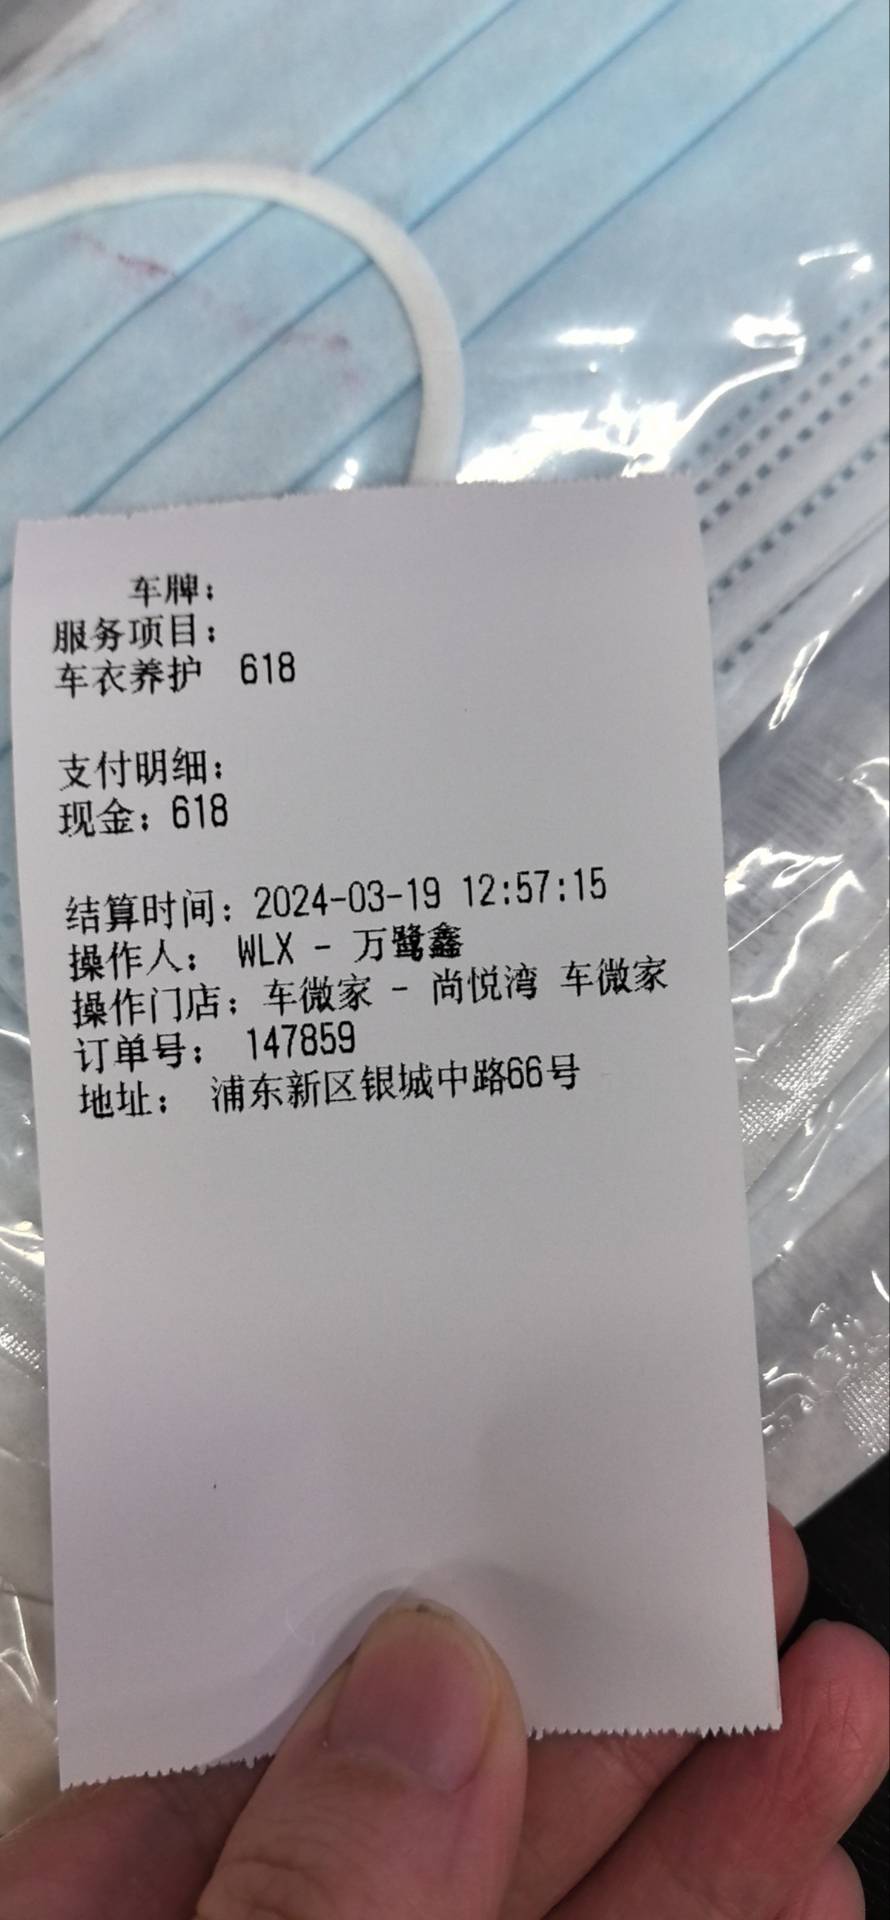 车牌：
服务项目：
车衣养护 618
支付明细：
现金：618
结算时间：2024-03-19 12:57:15
操作人： WLX - 万鹭鑫
操作门店：车微家 - 尚悦湾 车微家
订单号： 147859
地址： 浦东新区银城中路66号